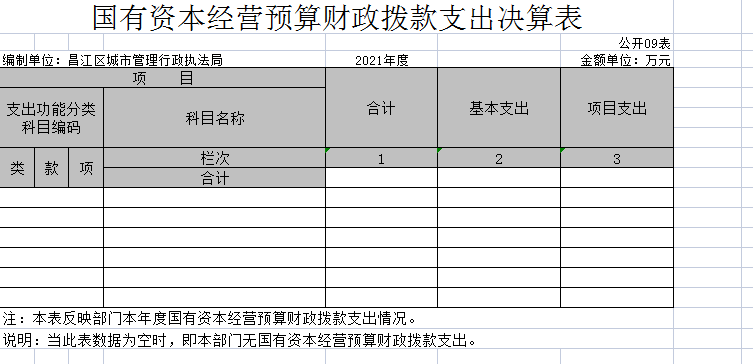 国有资本经营预算财政拨款支出决算表
公开09表
编制单位：昌江区城市管理行政执法局 2021年度 金额单位：万元
项 目
支出功能分类科目编码 科目名称 合计 基本支出 项目支出
类 款 项 栏次 1 2 3
合计
注：本表反映部门本年度国有资本经营预算财政拨款支出情况。
说明：当此表数据为空时，即本部门无国有资本经营预算财政拨款支出。